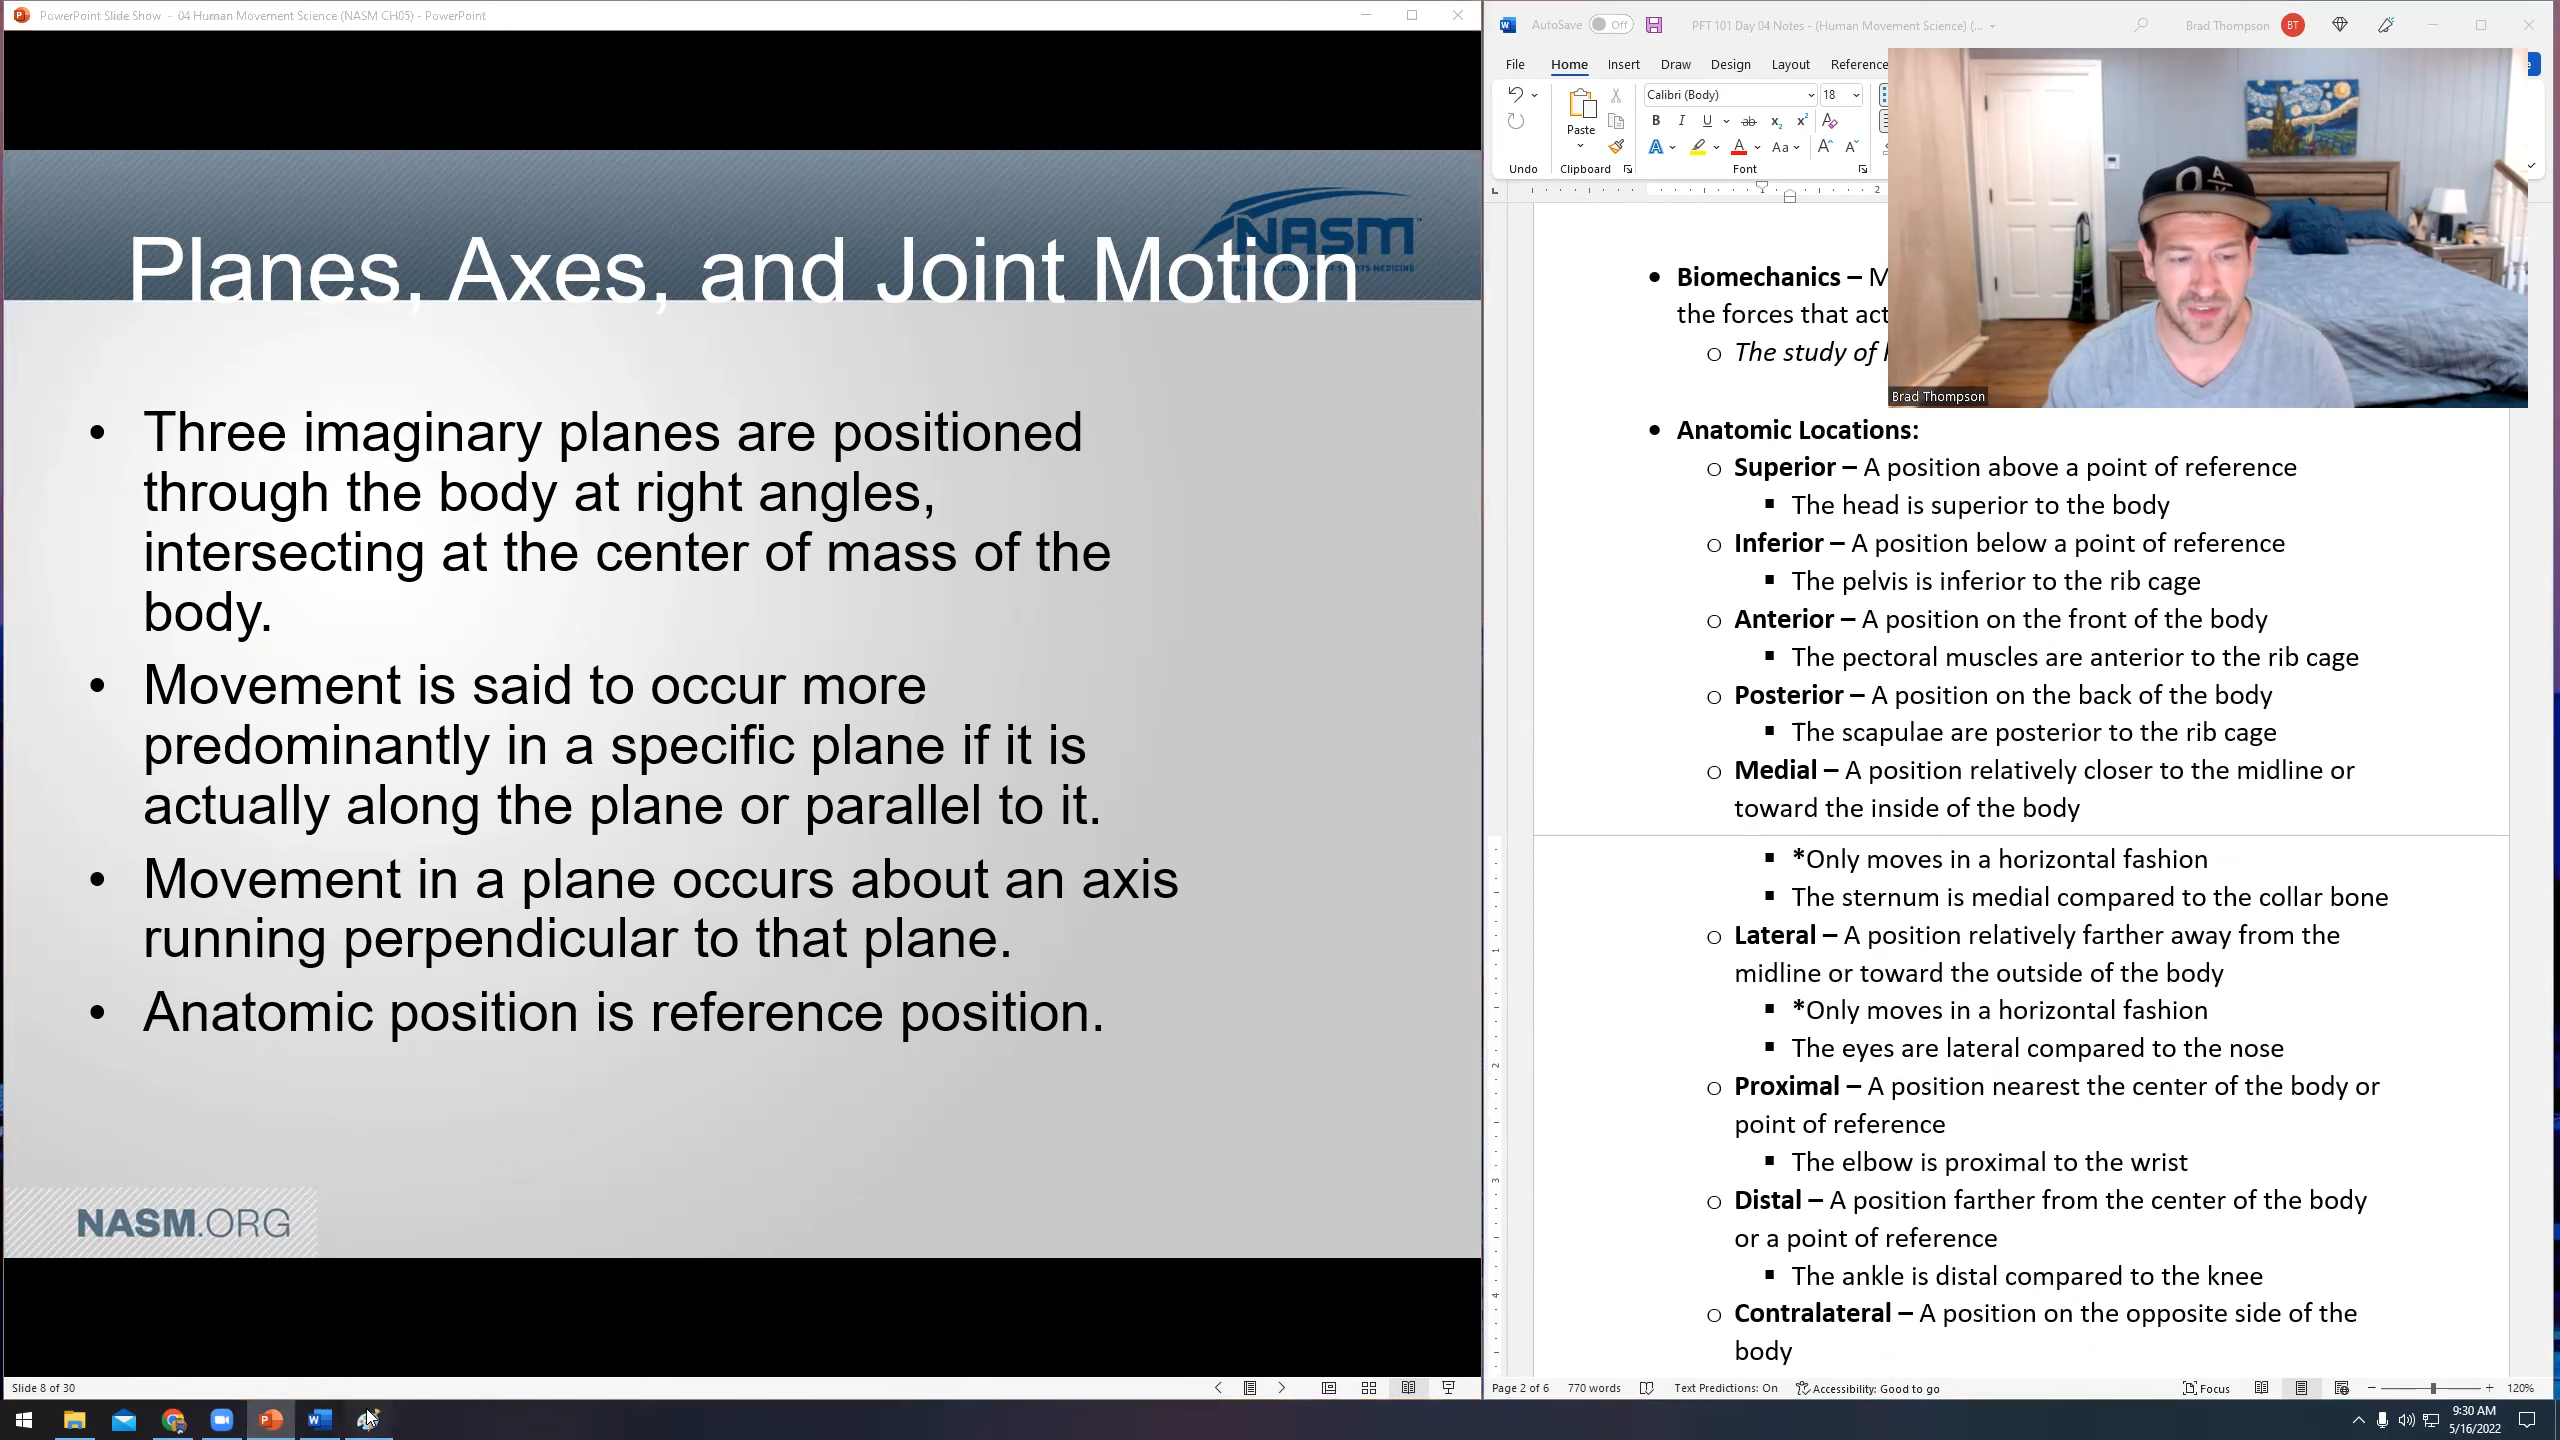 PowerPoint Slide Show - 04 Human Movement Science (NASM CH05) - PowerPoint
NASM
Planes, Axes, and Joint Motion
• Three imaginary planes are positioned
through the body at right angles,
intersecting at the center of mass of the
body.
• Movement is said to occur more
predominantly in a specific plane if it is
actually along the plane or parallel to it.
• Movement in a plane occurs about an axis
running perpendicular to that plane.
• Anatomic position is reference position.
NASM.ORG
Slide 8 of 30
AutoSave Off PFT 101 Day 04 Notes - (Human Movement Science) (... Brad Thompson BT
File Home Insert Draw Design Layout Reference
Calibri (Body) 18
Paste
Undo Clipboard Font
2
Brad Thompson
• Biomechanics – M
the forces that act
o The study of
• Anatomic Locations:
o Superior – A position above a point of reference
▪ The head is superior to the body
o Inferior – A position below a point of reference
▪ The pelvis is inferior to the rib cage
o Anterior – A position on the front of the body
▪ The pectoral muscles are anterior to the rib cage
o Posterior – A position on the back of the body
▪ The scapulae are posterior to the rib cage
o Medial – A position relatively closer to the midline or
toward the inside of the body
▪ *Only moves in a horizontal fashion
▪ The sternum is medial compared to the collar bone
o Lateral – A position relatively farther away from the
midline or toward the outside of the body
▪ *Only moves in a horizontal fashion
▪ The eyes are lateral compared to the nose
o Proximal – A position nearest the center of the body or
point of reference
▪ The elbow is proximal to the wrist
o Distal – A position farther from the center of the body
or a point of reference
▪ The ankle is distal compared to the knee
o Contralateral – A position on the opposite side of the
body
Page 2 of 6 770 words Text Predictions: On Accessibility: Good to go Focus 120%
9:30 AM
5/16/2022